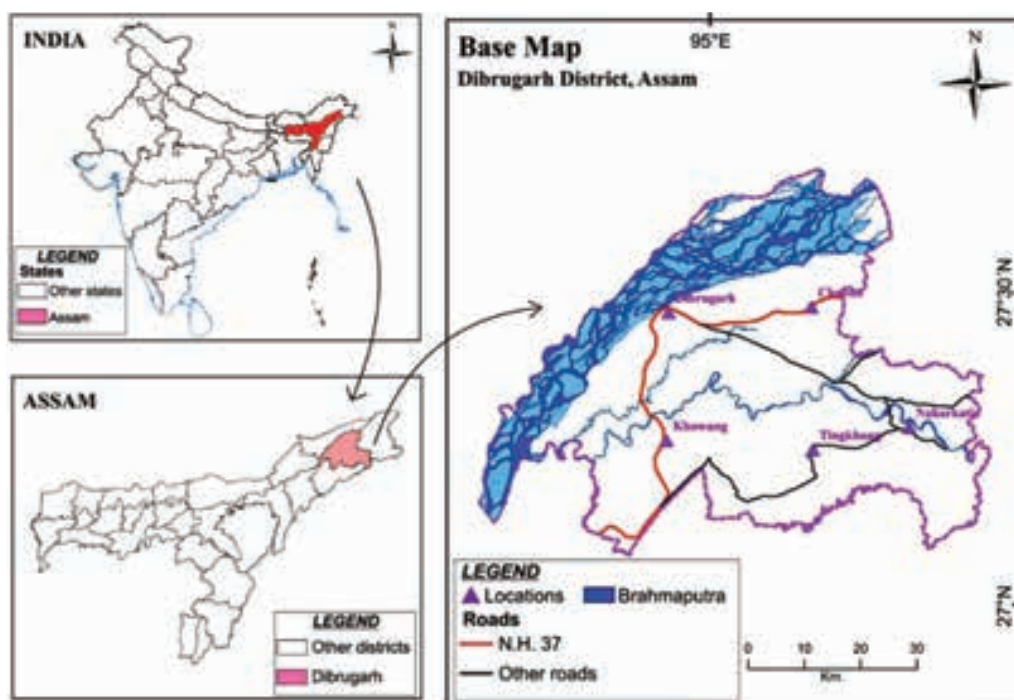 INDIA
N
LEGEND
States
Other states
Assam
ASSAM
LEGEND
Other districts
Dibrugarh
95°E
Base Map
Dibrugarh District, Assam
N
27°30'N
Dibrugarh
Khowang
Tingkhong
LEGEND
Locations
Brahmaputra
Roads
N.H. 37
Other roads
0 5 10 20 30
Km.
27°N